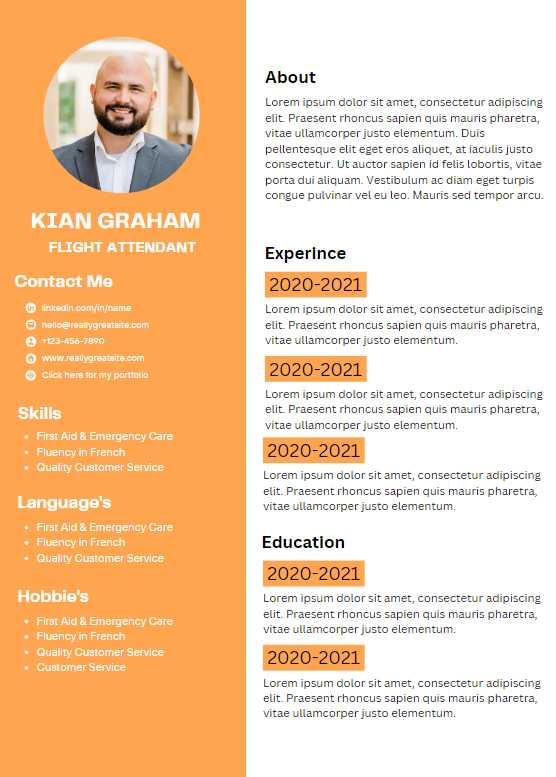 KIAN GRAHAM
FLIGHT ATTENDANT
Contact Me
linkedin.com/in/name
hello@reallygreatsite.com
+123-456-7890
www.reallygreatsite.com
Click here for my portfolio
Skills
First Aid & Emergency Care
Fluency in French
Quality Customer Service
Language's
First Aid & Emergency Care
Fluency in French
Quality Customer Service
Hobbie's
First Aid & Emergency Care
Fluency in French
Quality Customer Service
Customer Service
About
Lorem ipsum dolor sit amet, consectetur adipiscing
elit. Praesent rhoncus sapien quis mauris pharetra,
vitae ullamcorper justo elementum. Duis
pellentesque elit eget eros aliquet, at iaculis justo
consectetur. Ut auctor sapien id felis lobortis, vitae
porta dui aliquam. Vestibulum ac diam eget turpis
congue pulvinar vel eu leo. Mauris sed tempor arcu.
Experince
2020-2021
Lorem ipsum dolor sit amet, consectetur adipiscing
elit. Praesent rhoncus sapien quis mauris pharetra,
vitae ullamcorper justo elementum.
2020-2021
Lorem ipsum dolor sit amet, consectetur adipiscing
elit. Praesent rhoncus sapien quis mauris pharetra,
vitae ullamcorper justo elementum.
2020-2021
Lorem ipsum dolor sit amet, consectetur adipiscing
elit. Praesent rhoncus sapien quis mauris pharetra,
vitae ullamcorper justo elementum.
Education
2020-2021
Lorem ipsum dolor sit amet, consectetur adipiscing
elit. Praesent rhoncus sapien quis mauris pharetra,
vitae ullamcorper justo elementum.
2020-2021
Lorem ipsum dolor sit amet, consectetur adipiscing
elit. Praesent rhoncus sapien quis mauris pharetra,
vitae ullamcorper justo elementum.